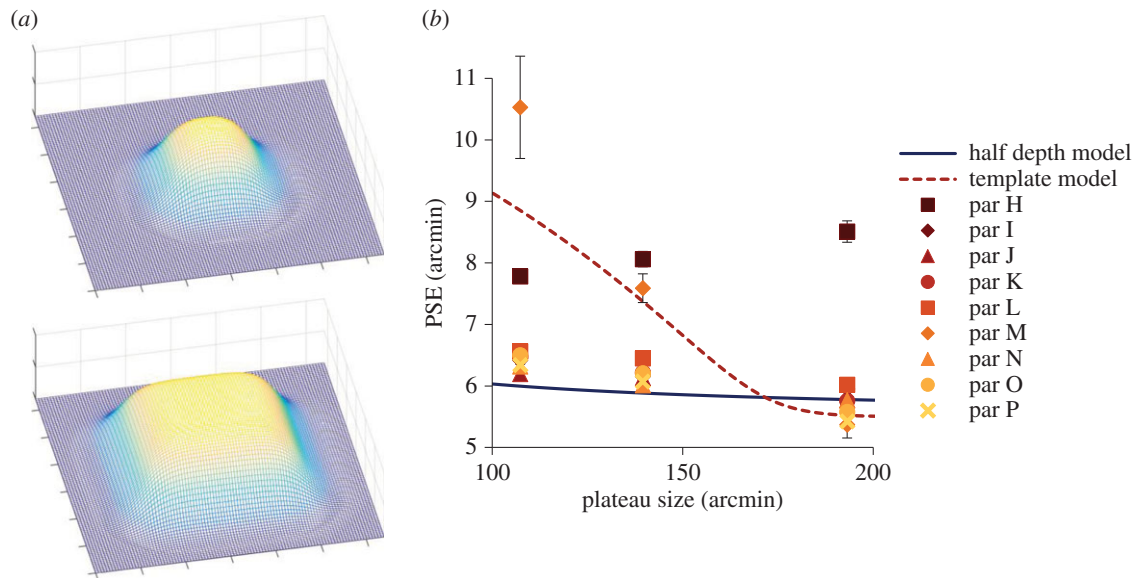 (a)
(b)
11
10
9
8
7
6
5
PSE (arcmin)
100
150
200
plateau size (arcmin)
half depth model
template model
par H
par I
par J
par K
par L
par M
par N
par O
par P